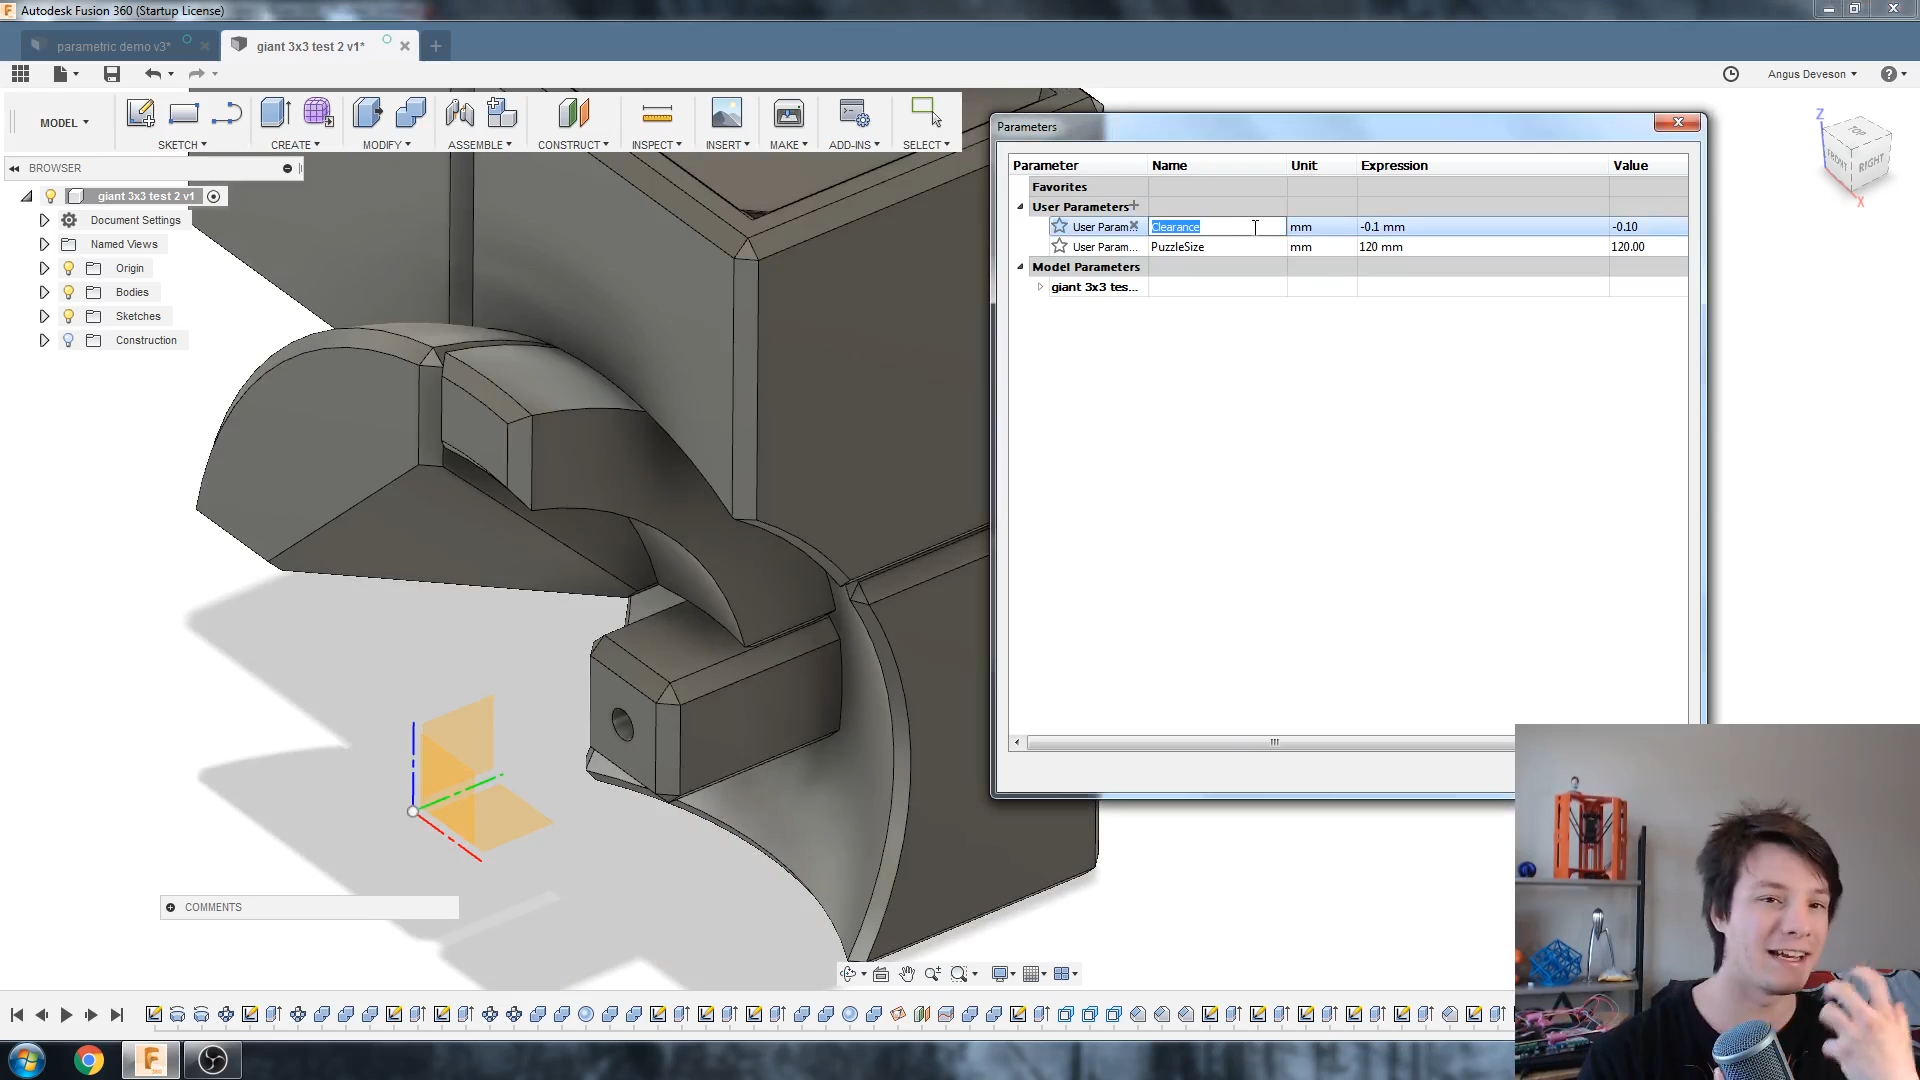 Autodesk Fusion 360 (Startup License)
parametric demo v3*
giant 3x3 test 2 v1*
Angus Deveson
MODEL
SKETCH
CREATE
MODIFY
ASSEMBLE
CONSTRUCT
INSPECT
INSERT
MAKE
ADD-INS
SELECT
BROWSER
giant 3x3 test 2 v1
Document Settings
Named Views
Origin
Bodies
Sketches
Construction
Parameters
Parameter Name Unit Expression Value
Favorites
User Parameters
User Param... Clearance mm -0.1 mm -0.10
User Param... PuzzleSize mm 120 mm 120.00
Model Parameters
giant 3x3 tes...
Z
TOP
FRONT
RIGHT
X
COMMENTS